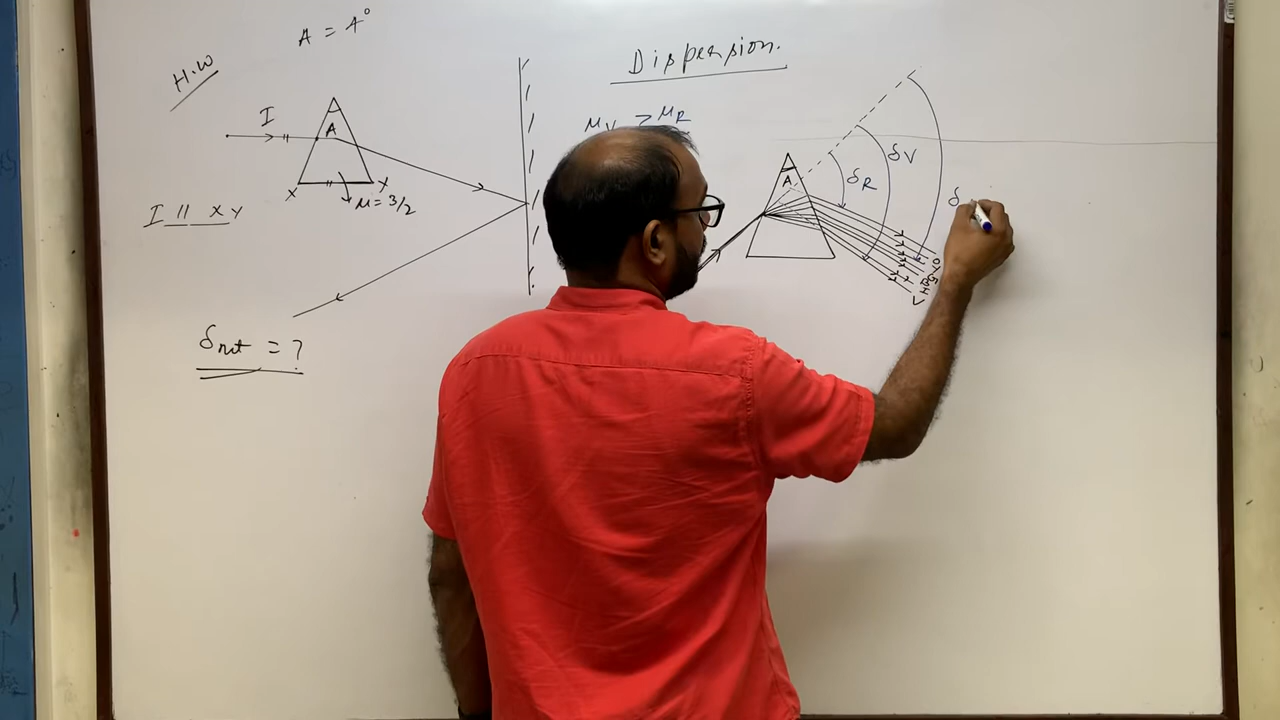 A = 4°
H.W
I
A
X
Y
μ = 3/2
I // XY
δnet = ?
Dispersion.
μV > μR
A
δR
δV
δ
O
Y
G
B
I
V